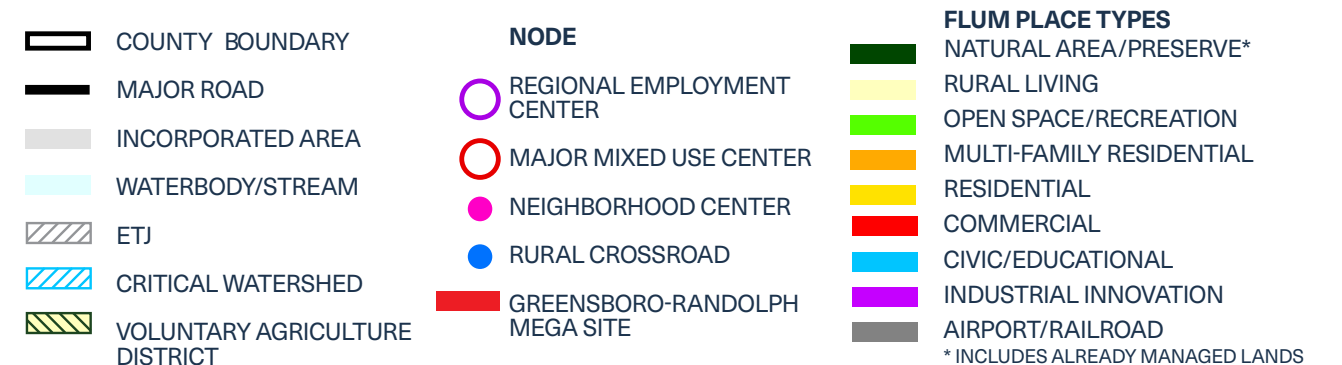 COUNTY BOUNDARY
MAJOR ROAD
INCORPORATED AREA
WATERBODY/STREAM
ETJ
CRITICAL WATERSHED
VOLUNTARY AGRICULTURE
DISTRICT
NODE
REGIONAL EMPLOYMENT
CENTER
MAJOR MIXED USE CENTER
NEIGHBORHOOD CENTER
RURAL CROSSROAD
GREENSBORO-RANDOLPH
MEGA SITE
FLUM PLACE TYPES
NATURAL AREA/PRESERVE*
RURAL LIVING
OPEN SPACE/RECREATION
MULTI-FAMILY RESIDENTIAL
RESIDENTIAL
COMMERCIAL
CIVIC/EDUCATIONAL
INDUSTRIAL INNOVATION
AIRPORT/RAILROAD
* INCLUDES ALREADY MANAGED LANDS